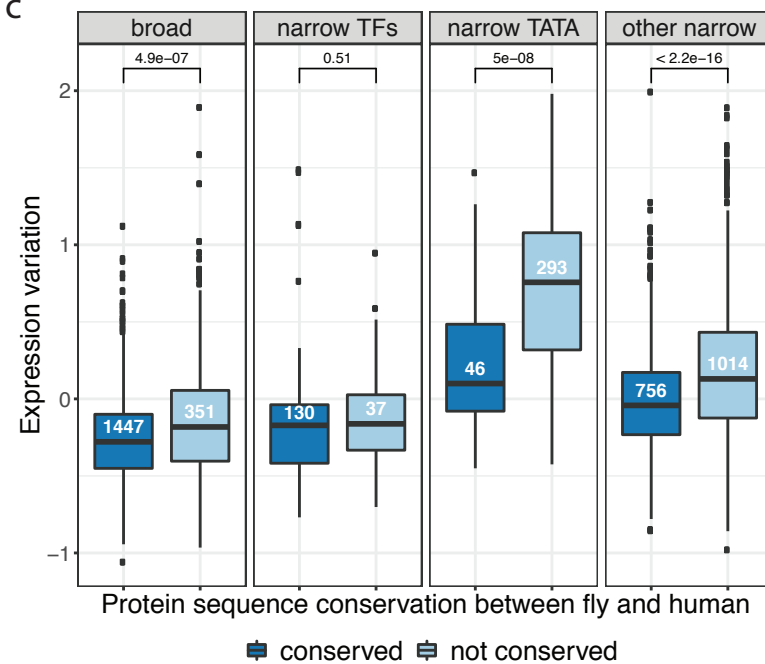 c
broad narrow TFs narrow TATA other narrow
4.9e−07 0.51 5e−08 < 2.2e−16
2
1
0
−1
Expression variation
1447 351 130 37 46 293 756 1014
Protein sequence conservation between fly and human
conserved not conserved